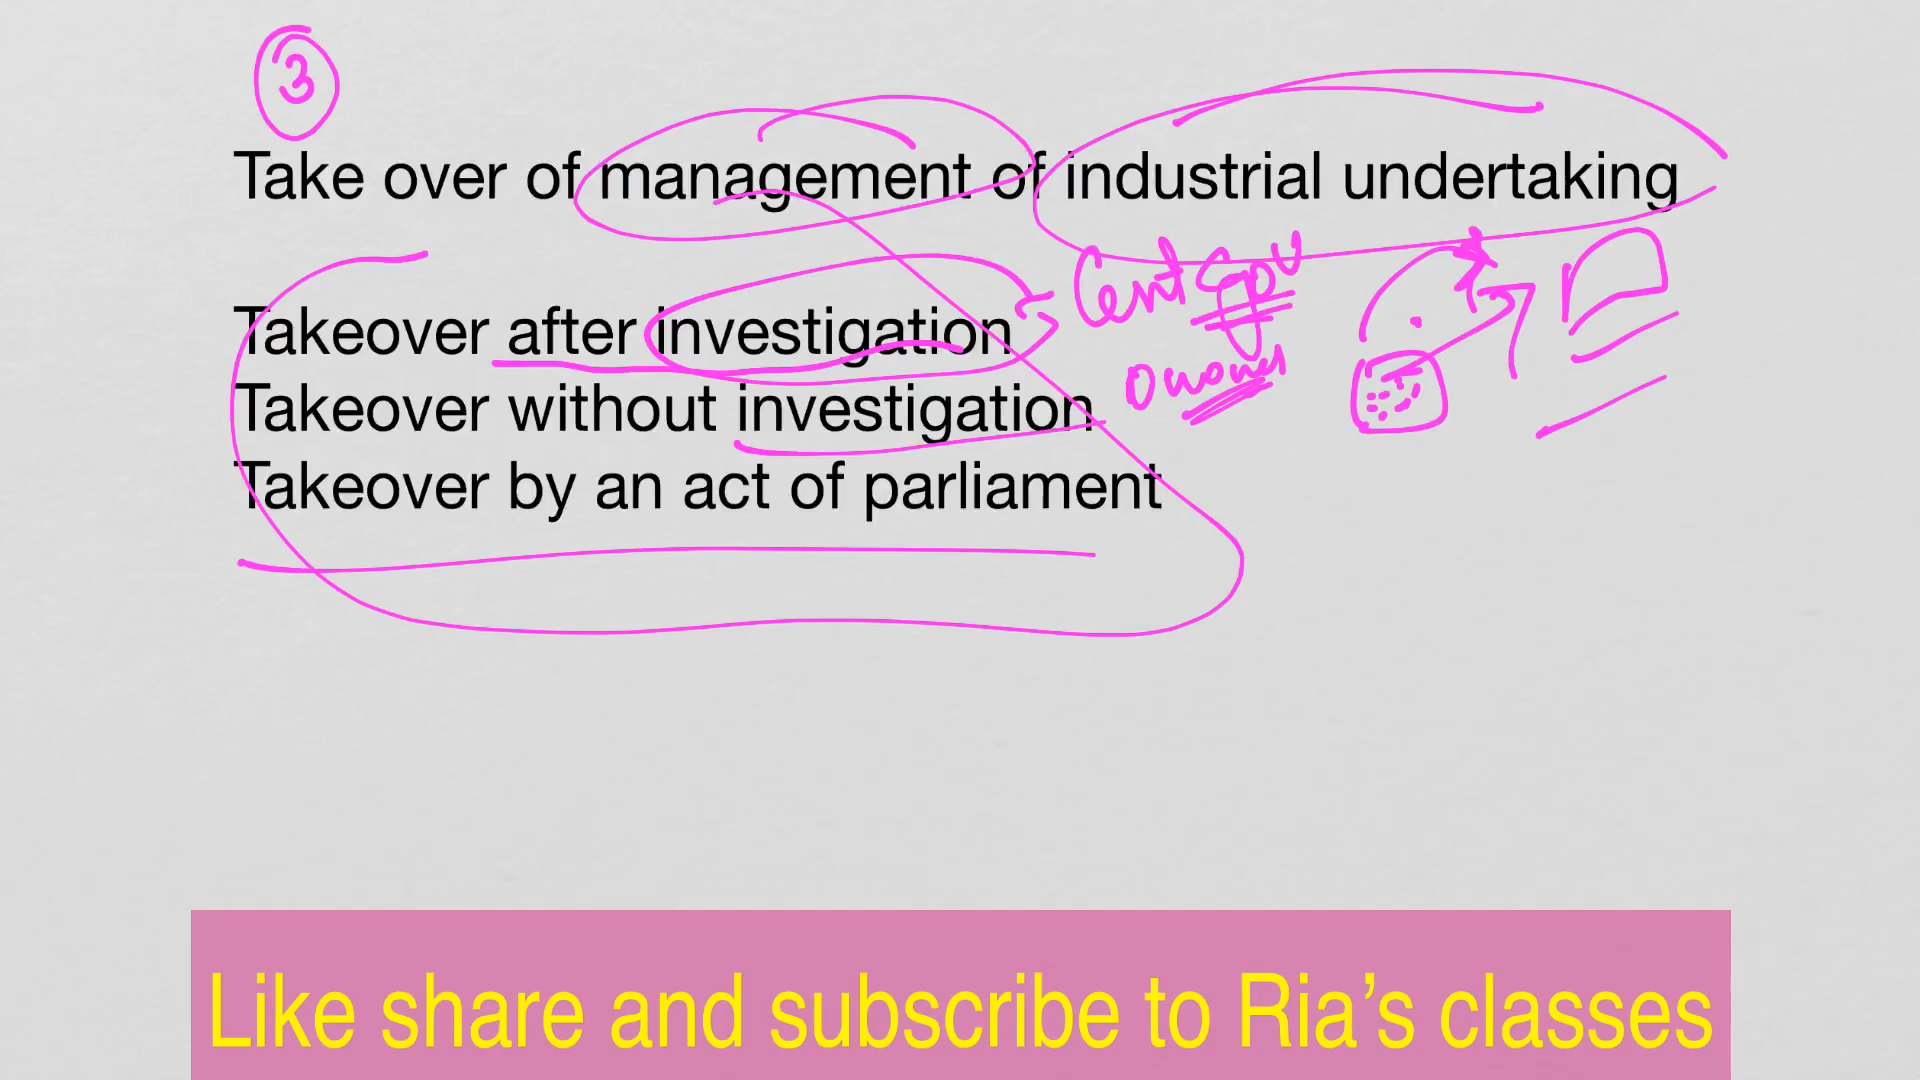 3
Take over of management of industrial undertaking
Cent gov
Takeover after investigation
owner
Takeover without investigation
Takeover by an act of parliament
Like share and subscribe to Ria’s classes